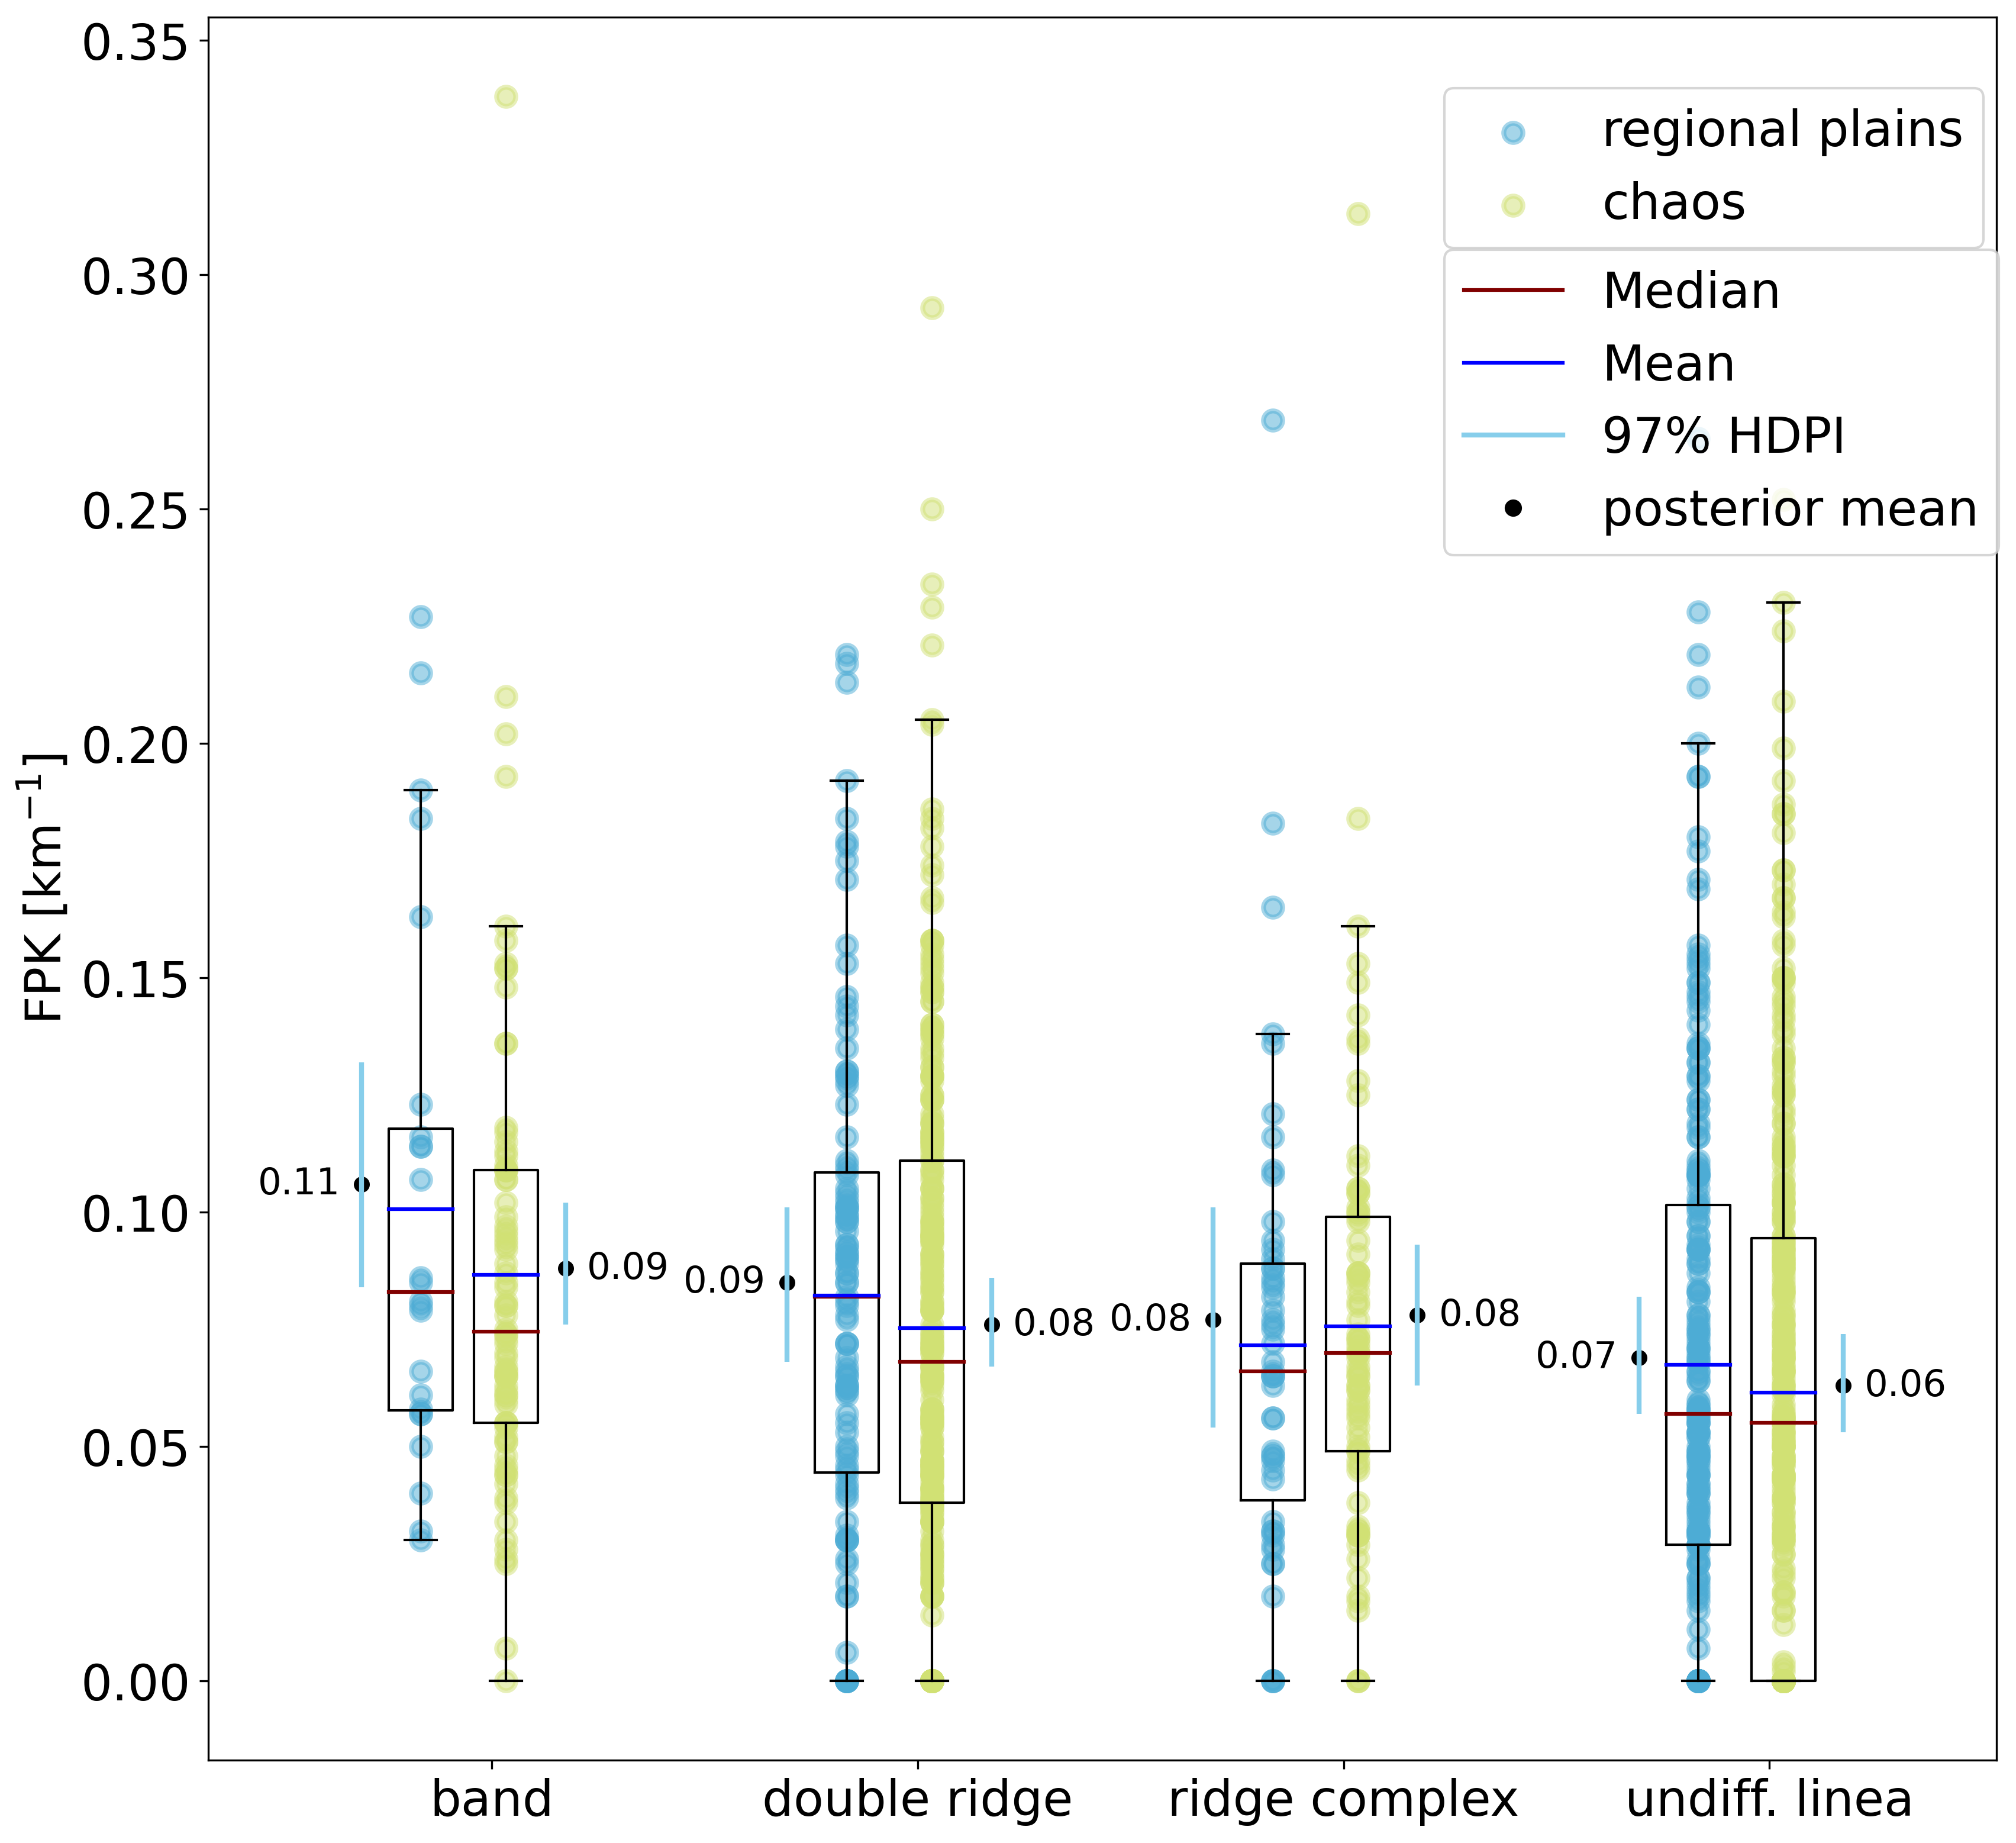 0.35
0.30
0.25
0.20
0.15
0.10
0.05
0.00
FPK [km⁻¹]
regional plains
chaos
Median
Mean
97% HDPI
posterior mean
0.11
0.09
0.09
0.08
0.08
0.08
0.07
0.06
band
double ridge
ridge complex
undiff. linea